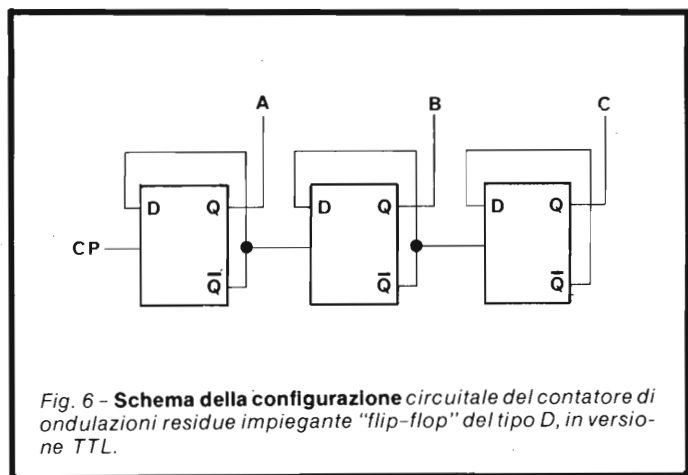 A B C
D Q D Q D Q
CP
Q̅ Q̅ Q̅
Fig. 6 - Schema della configurazione circuitale del contatore di
ondulazioni residue impiegante "flip-flop" del tipo D, in versio-
ne TTL.